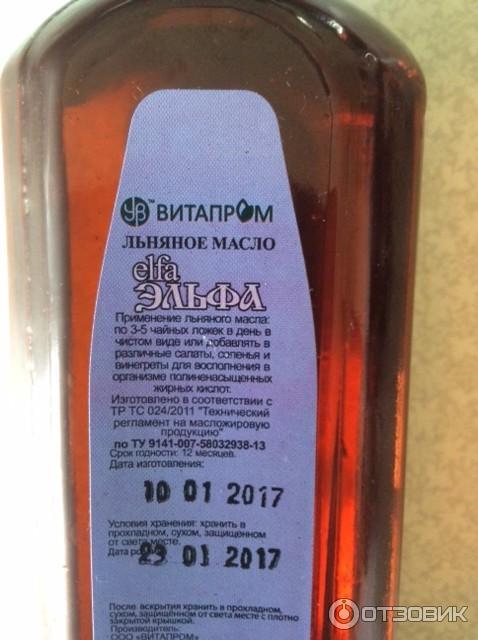 УВ™ ВИТАПРОМ
ЛЬНЯНОЕ МАСЛО
elfa
ЭЛЬФА
Применение льняного масла:
по 3-5 чайных ложек в день в
чистом виде или добавлять в
различные салаты, соленья и
винегреты для восполнения в
организме полиненасыщенных
жирных кислот.
Изготовлено в соответствии с
ТР ТС 024/2011 "Технический
регламент на масложировую
продукцию"
по ТУ 9141-007-58032938-13
Срок годности: 12 месяцев.
Дата изготовления:
10 01 2017
Условия хранения: хранить в
прохладном, сухом, защищенном
от света месте.
Дата 23 01 2017
После вскрытия хранить в прохладном,
сухом, защищённом от света месте с плотно
закрытой крышкой.
Производитель:
ООО «ВИТАПРОМ»
ОТЗОВИК